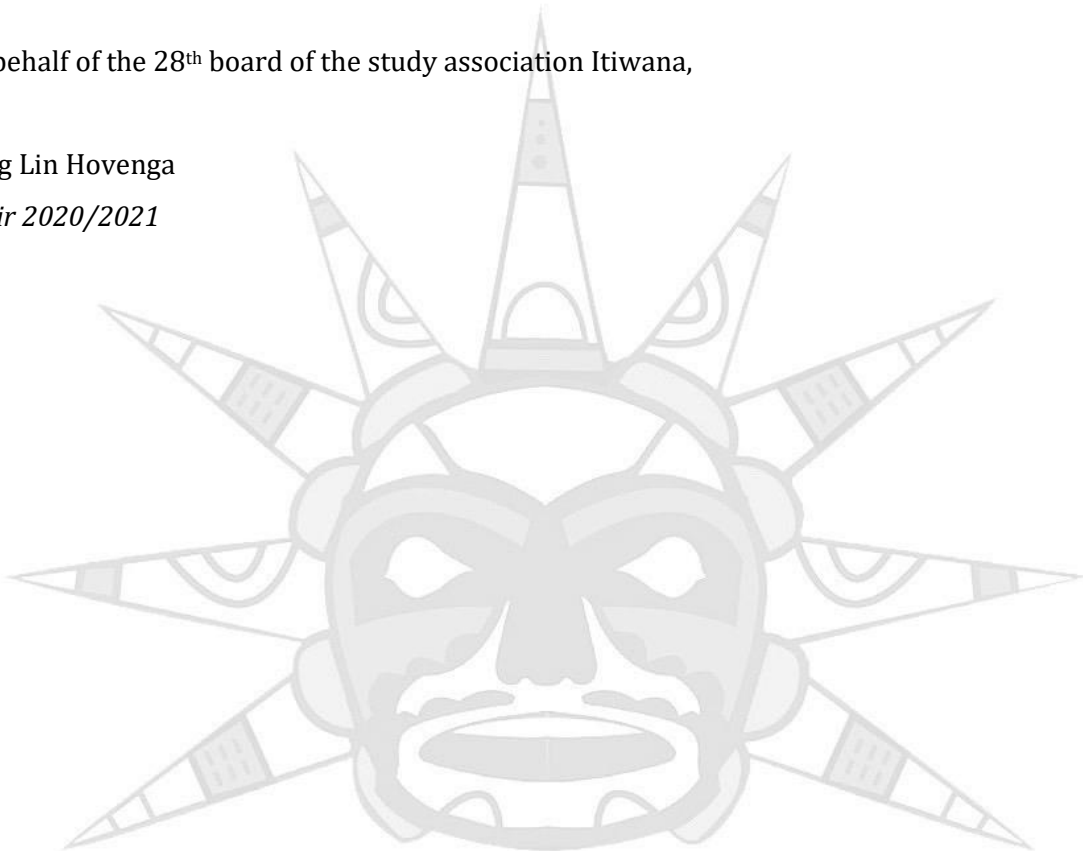 behalf of the 28th board of the study association Itiwana,
g Lin Hovenga
ir 2020/2021